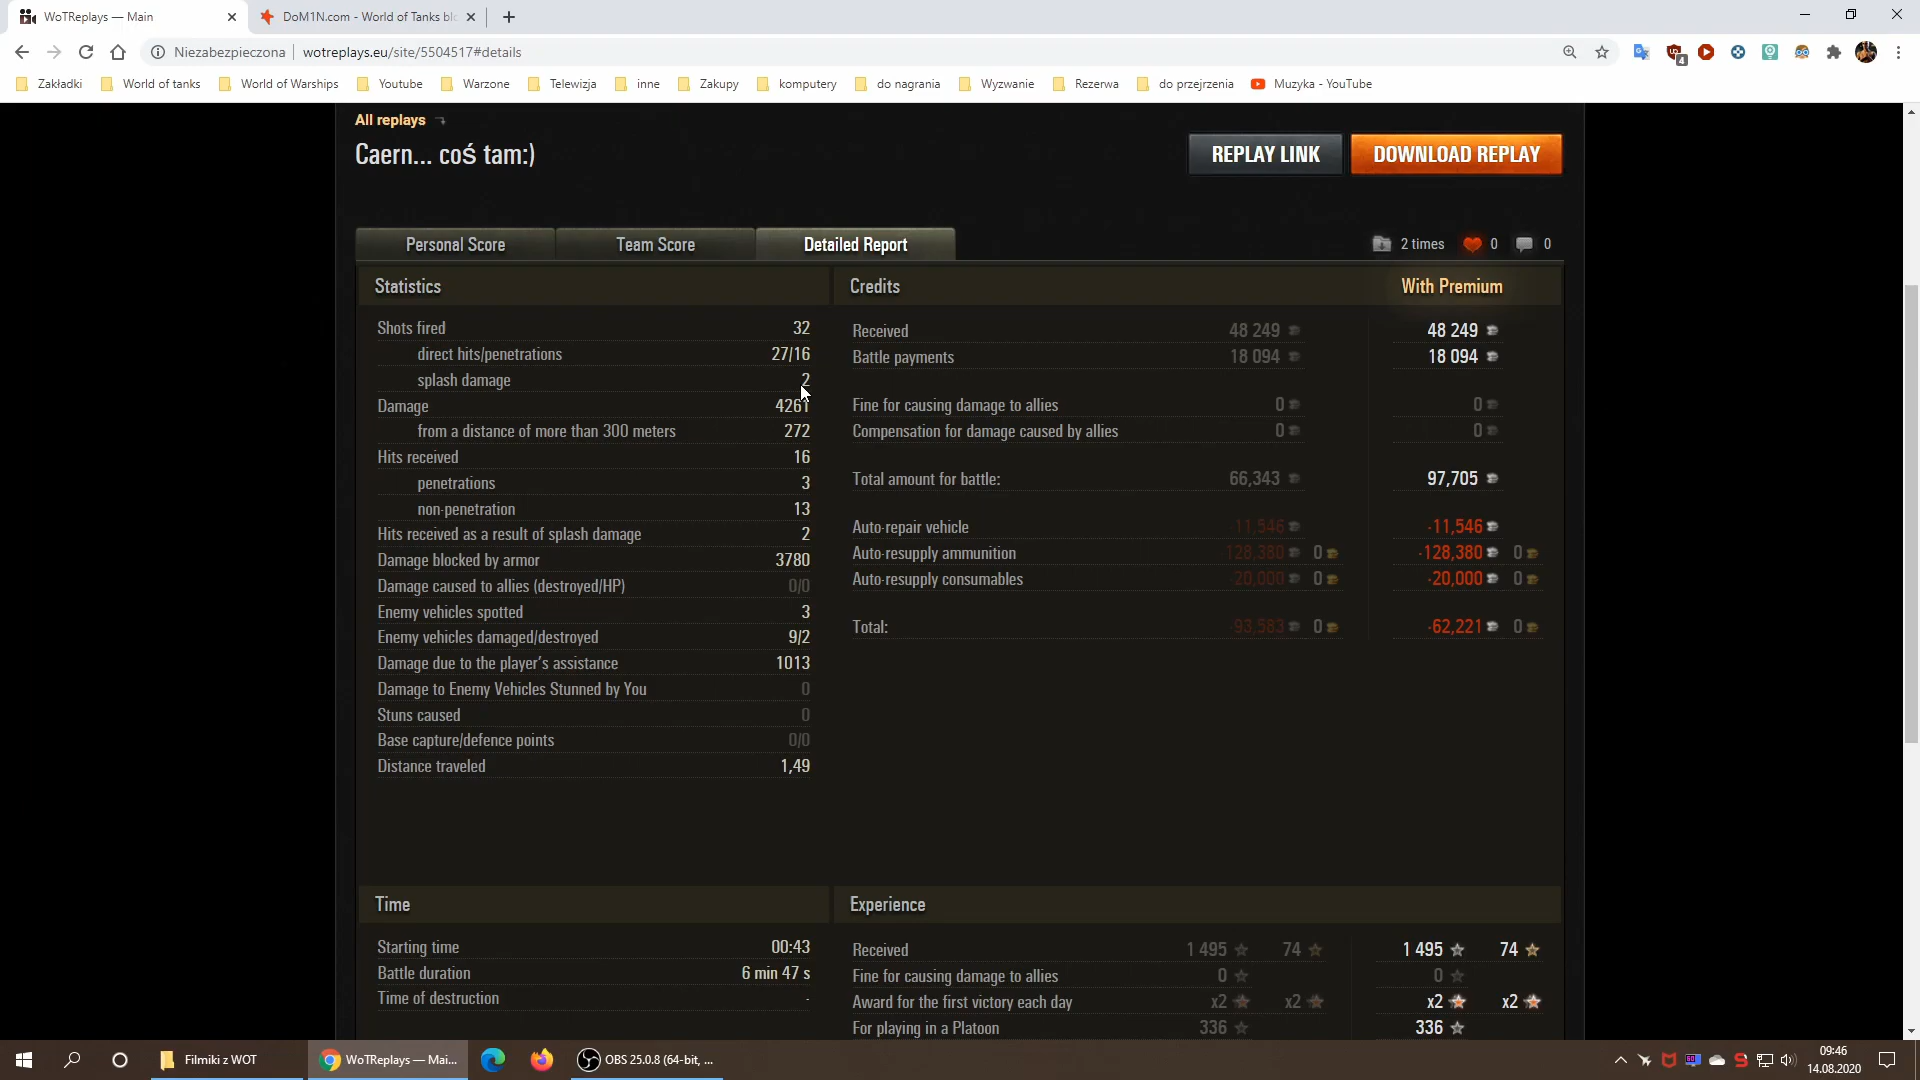 WoTReplays — Main
DoM1N.com - World of Tanks blo
Niezabezpieczona
wotreplays.eu/site/5504517#details
4
Zakładki
World of tanks
World of Warships
Youtube
Warzone
Telewizja
inne
Zakupy
komputery
do nagrania
Wyzwanie
Rezerwa
do przejrzenia
Muzyka - YouTube
All replays
Caern... coś tam:)
REPLAY LINK
DOWNLOAD REPLAY
Personal Score
Team Score
Detailed Report
2 times
0
0
Statistics
Shots fired 32
direct hits/penetrations 27/16
splash damage 2
Damage 4261
from a distance of more than 300 meters 272
Hits received 16
penetrations 3
non-penetration 13
Hits received as a result of splash damage 2
Damage blocked by armor 3780
Damage caused to allies (destroyed/HP) 0/0
Enemy vehicles spotted 3
Enemy vehicles damaged/destroyed 9/2
Damage due to the player's assistance 1013
Damage to Enemy Vehicles Stunned by You 0
Stuns caused 0
Base capture/defence points 0/0
Distance traveled 1,49
Credits With Premium
Received 48 249 48 249
Battle payments 18 094 18 094
Fine for causing damage to allies 0 0
Compensation for damage caused by allies 0 0
Total amount for battle: 66,343 97,705
Auto-repair vehicle 11,546 -11,546
Auto-resupply ammunition 128,380 0 -128,380 0
Auto-resupply consumables -20,000 0 -20,000 0
Total: -93,583 0 -62,221 0
Time
Starting time 00:43
Battle duration 6 min 47 s
Time of destruction -
Experience
Received 1 495 74 1 495 74
Fine for causing damage to allies 0 0
Award for the first victory each day x2 x2 x2 x2
For playing in a Platoon 336 336
Filmiki z WOT
WoTReplays — Mai...
OBS 25.0.8 (64-bit, ...
09:46
14.08.2020